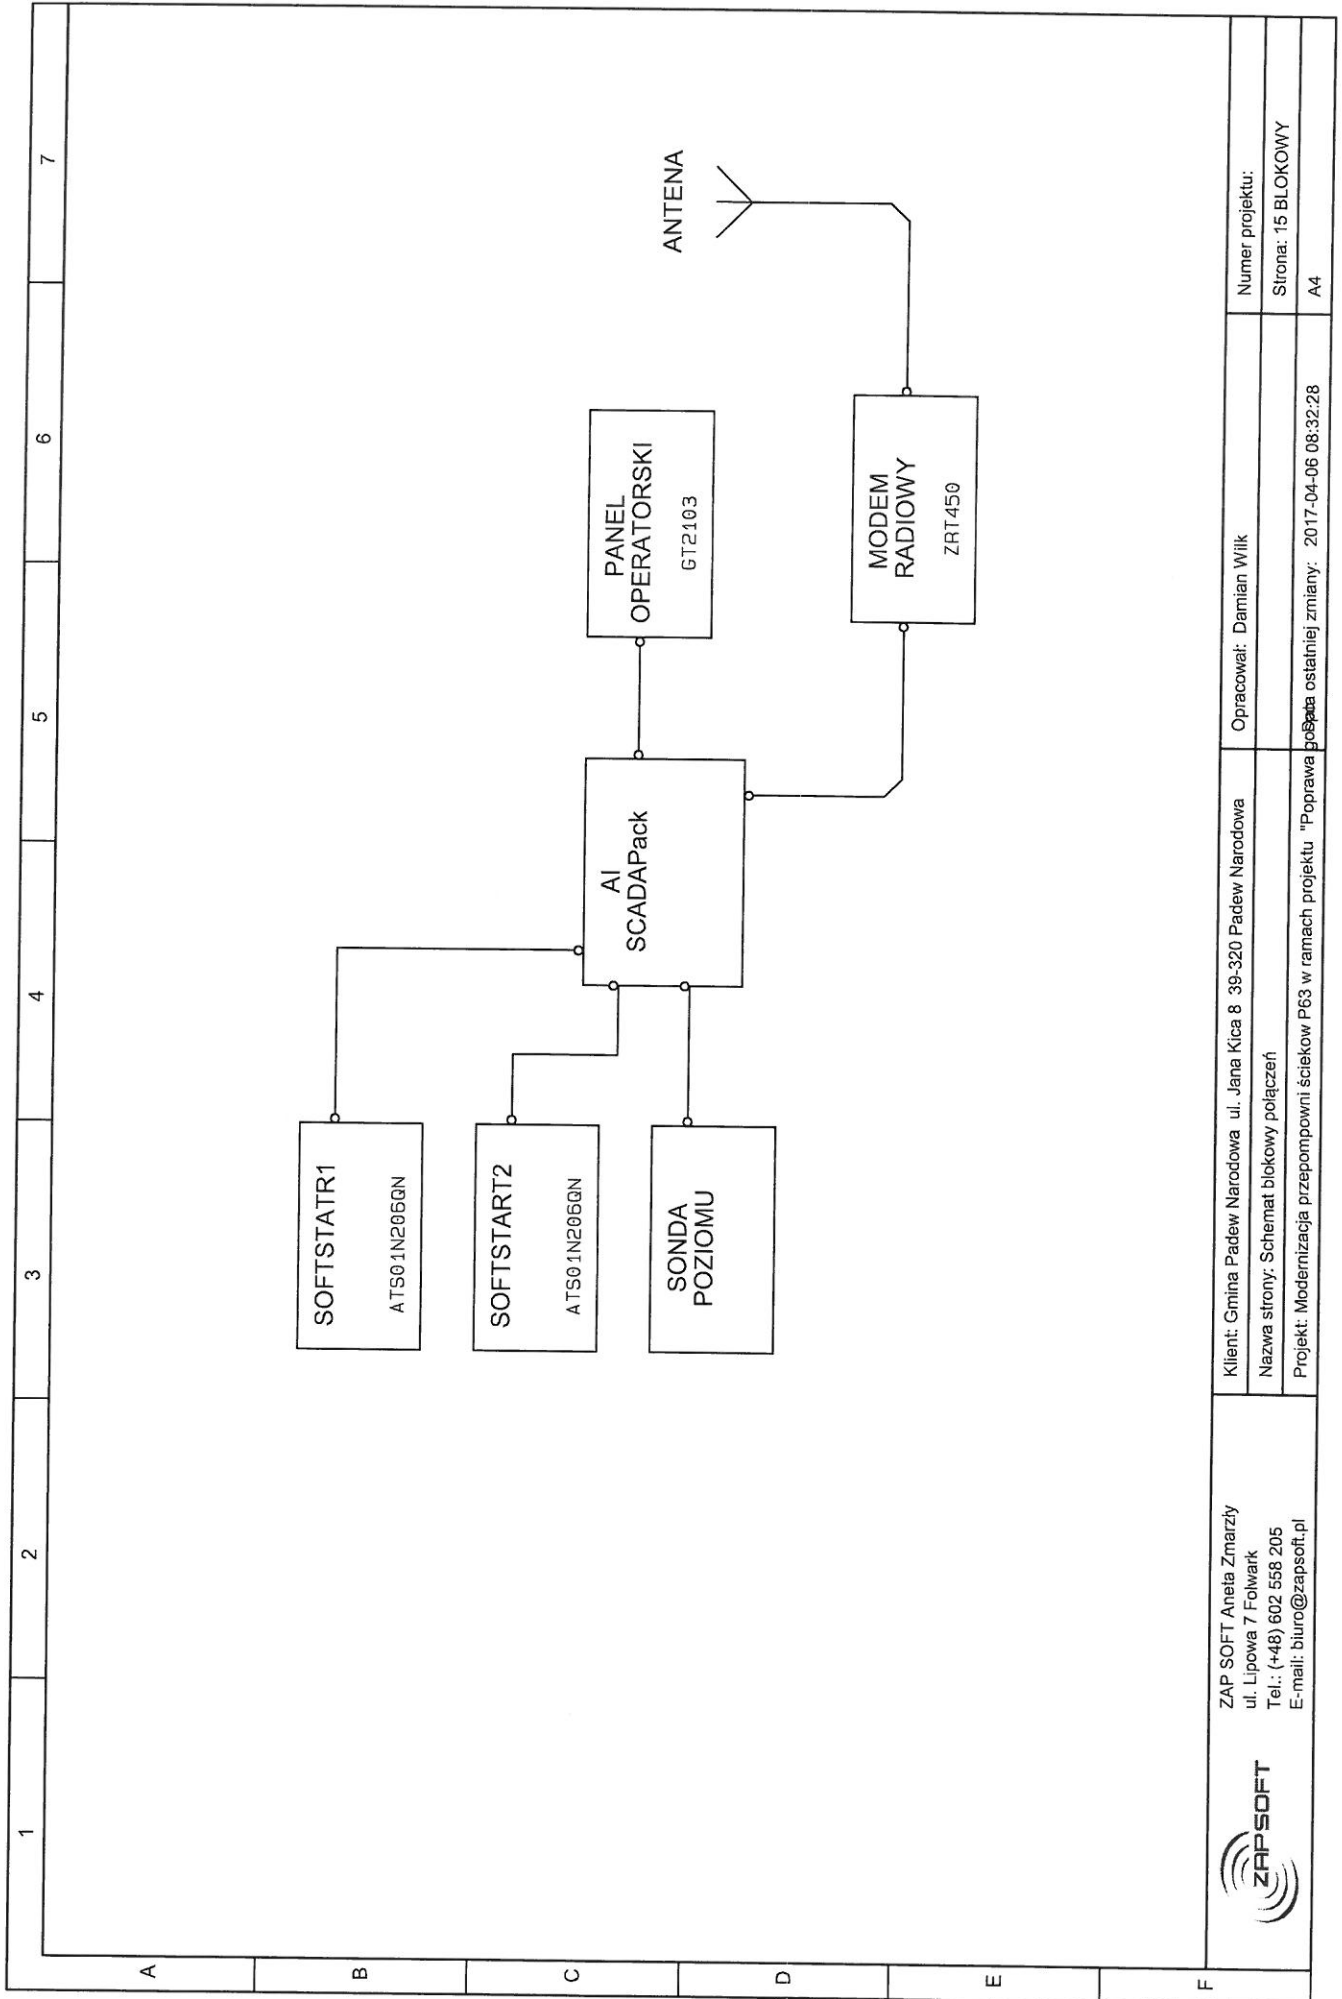 1
2
3
4
5
6
7
A
B
C
D
E
F
SOFTSTATR1
ATS01N206QN
SOFTSTART2
ATS01N206QN
SONDA
POZIOMU
AI
SCADAPack
PANEL
OPERATORSKI
GT2103
MODEM
RADIOWY
ZRT450
ANTENA
ZAPSOFT
ZAP SOFT Aneta Zmarzły
ul. Lipowa 7 Folwark
Tel.: (+48) 602 558 205
E-mail: biuro@zapsoft.pl
Klient: Gmina Padew Narodowa ul. Jana Kica 8 39-320 Padew Narodowa
Opracował: Damian Wilk
Numer projektu:
Nazwa strony: Schemat blokowy połączeń
Strona: 15 BLOKOWY
Projekt: Modernizacja przepompowni ściekow P63 w ramach projektu "Poprawa
ostatniej zmiany: 2017-04-06 08:32:28
A4